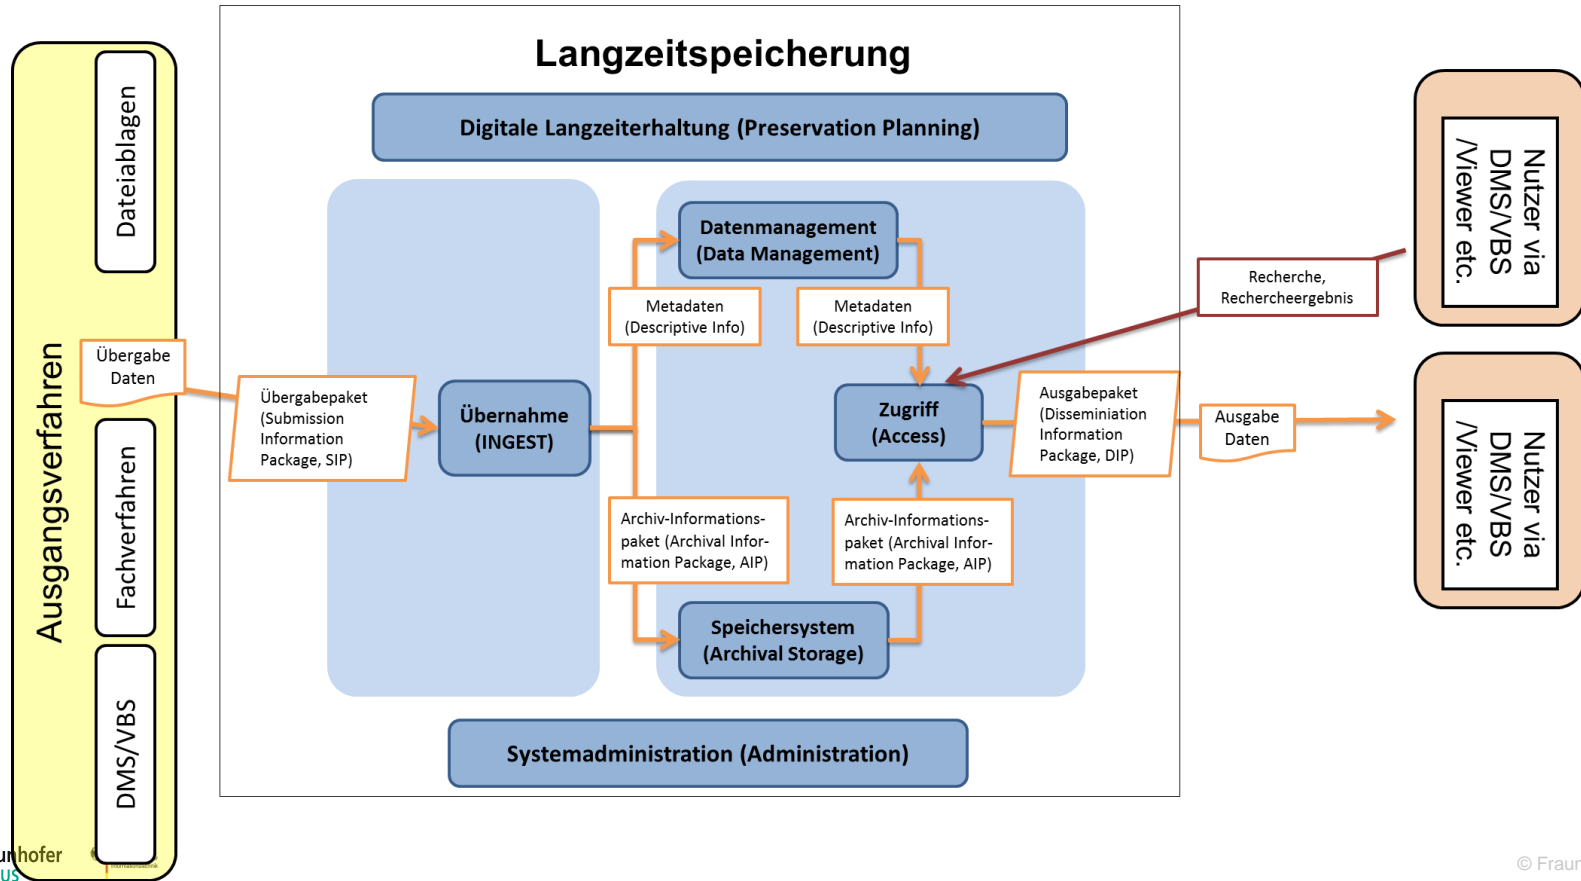 Langzeitspeicherung
Digitale Langzeiterhaltung (Preservation Planning)
Ausgangsverfahren
Dateiablagen
Fachverfahren
DMS/VBS
Übergabe
Daten
Übergabepaket
(Submission
Information
Package, SIP)
Übernahme
(INGEST)
Datenmanagement
(Data Management)
Metadaten
(Descriptive Info)
Metadaten
(Descriptive Info)
Archiv-Informations-
paket (Archival Infor-
mation Package, AIP)
Archiv-Informations-
paket (Archival Infor-
mation Package, AIP)
Speichersystem
(Archival Storage)
Zugriff
(Access)
Ausgabepaket
(Disseminiation
Information
Package, DIP)
Ausgabe
Daten
Recherche,
Rechercheergebnis
Nutzer via
DMS/VBS
/Viewer etc.
Nutzer via
DMS/VBS
/Viewer etc.
Systemadministration (Administration)
unhofer
US
© Fraun